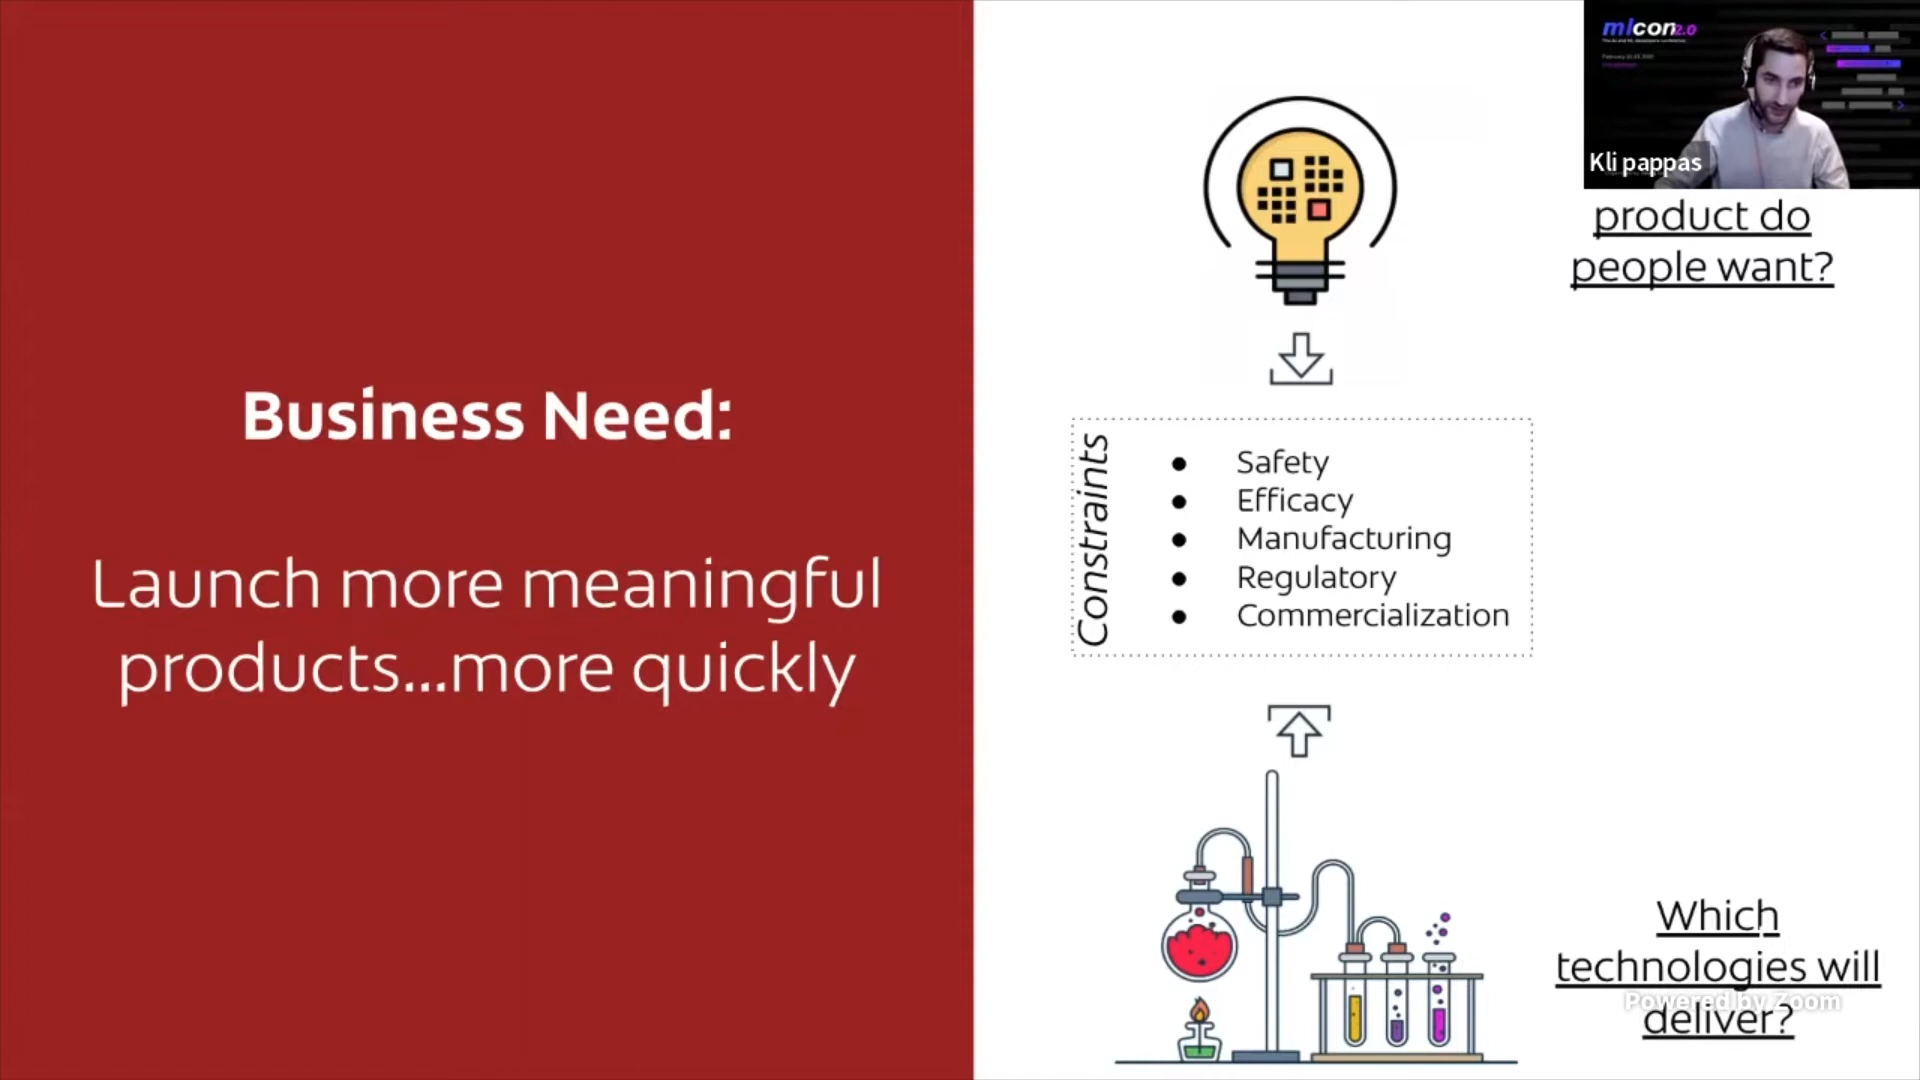 Business Need:
Launch more meaningful
products...more quickly
Constraints
● Safety
● Efficacy
● Manufacturing
● Regulatory
● Commercialization
mlcon2.0
Kli pappas
product do
people want?
Which
technologies will
deliver?
Powered by Zoom